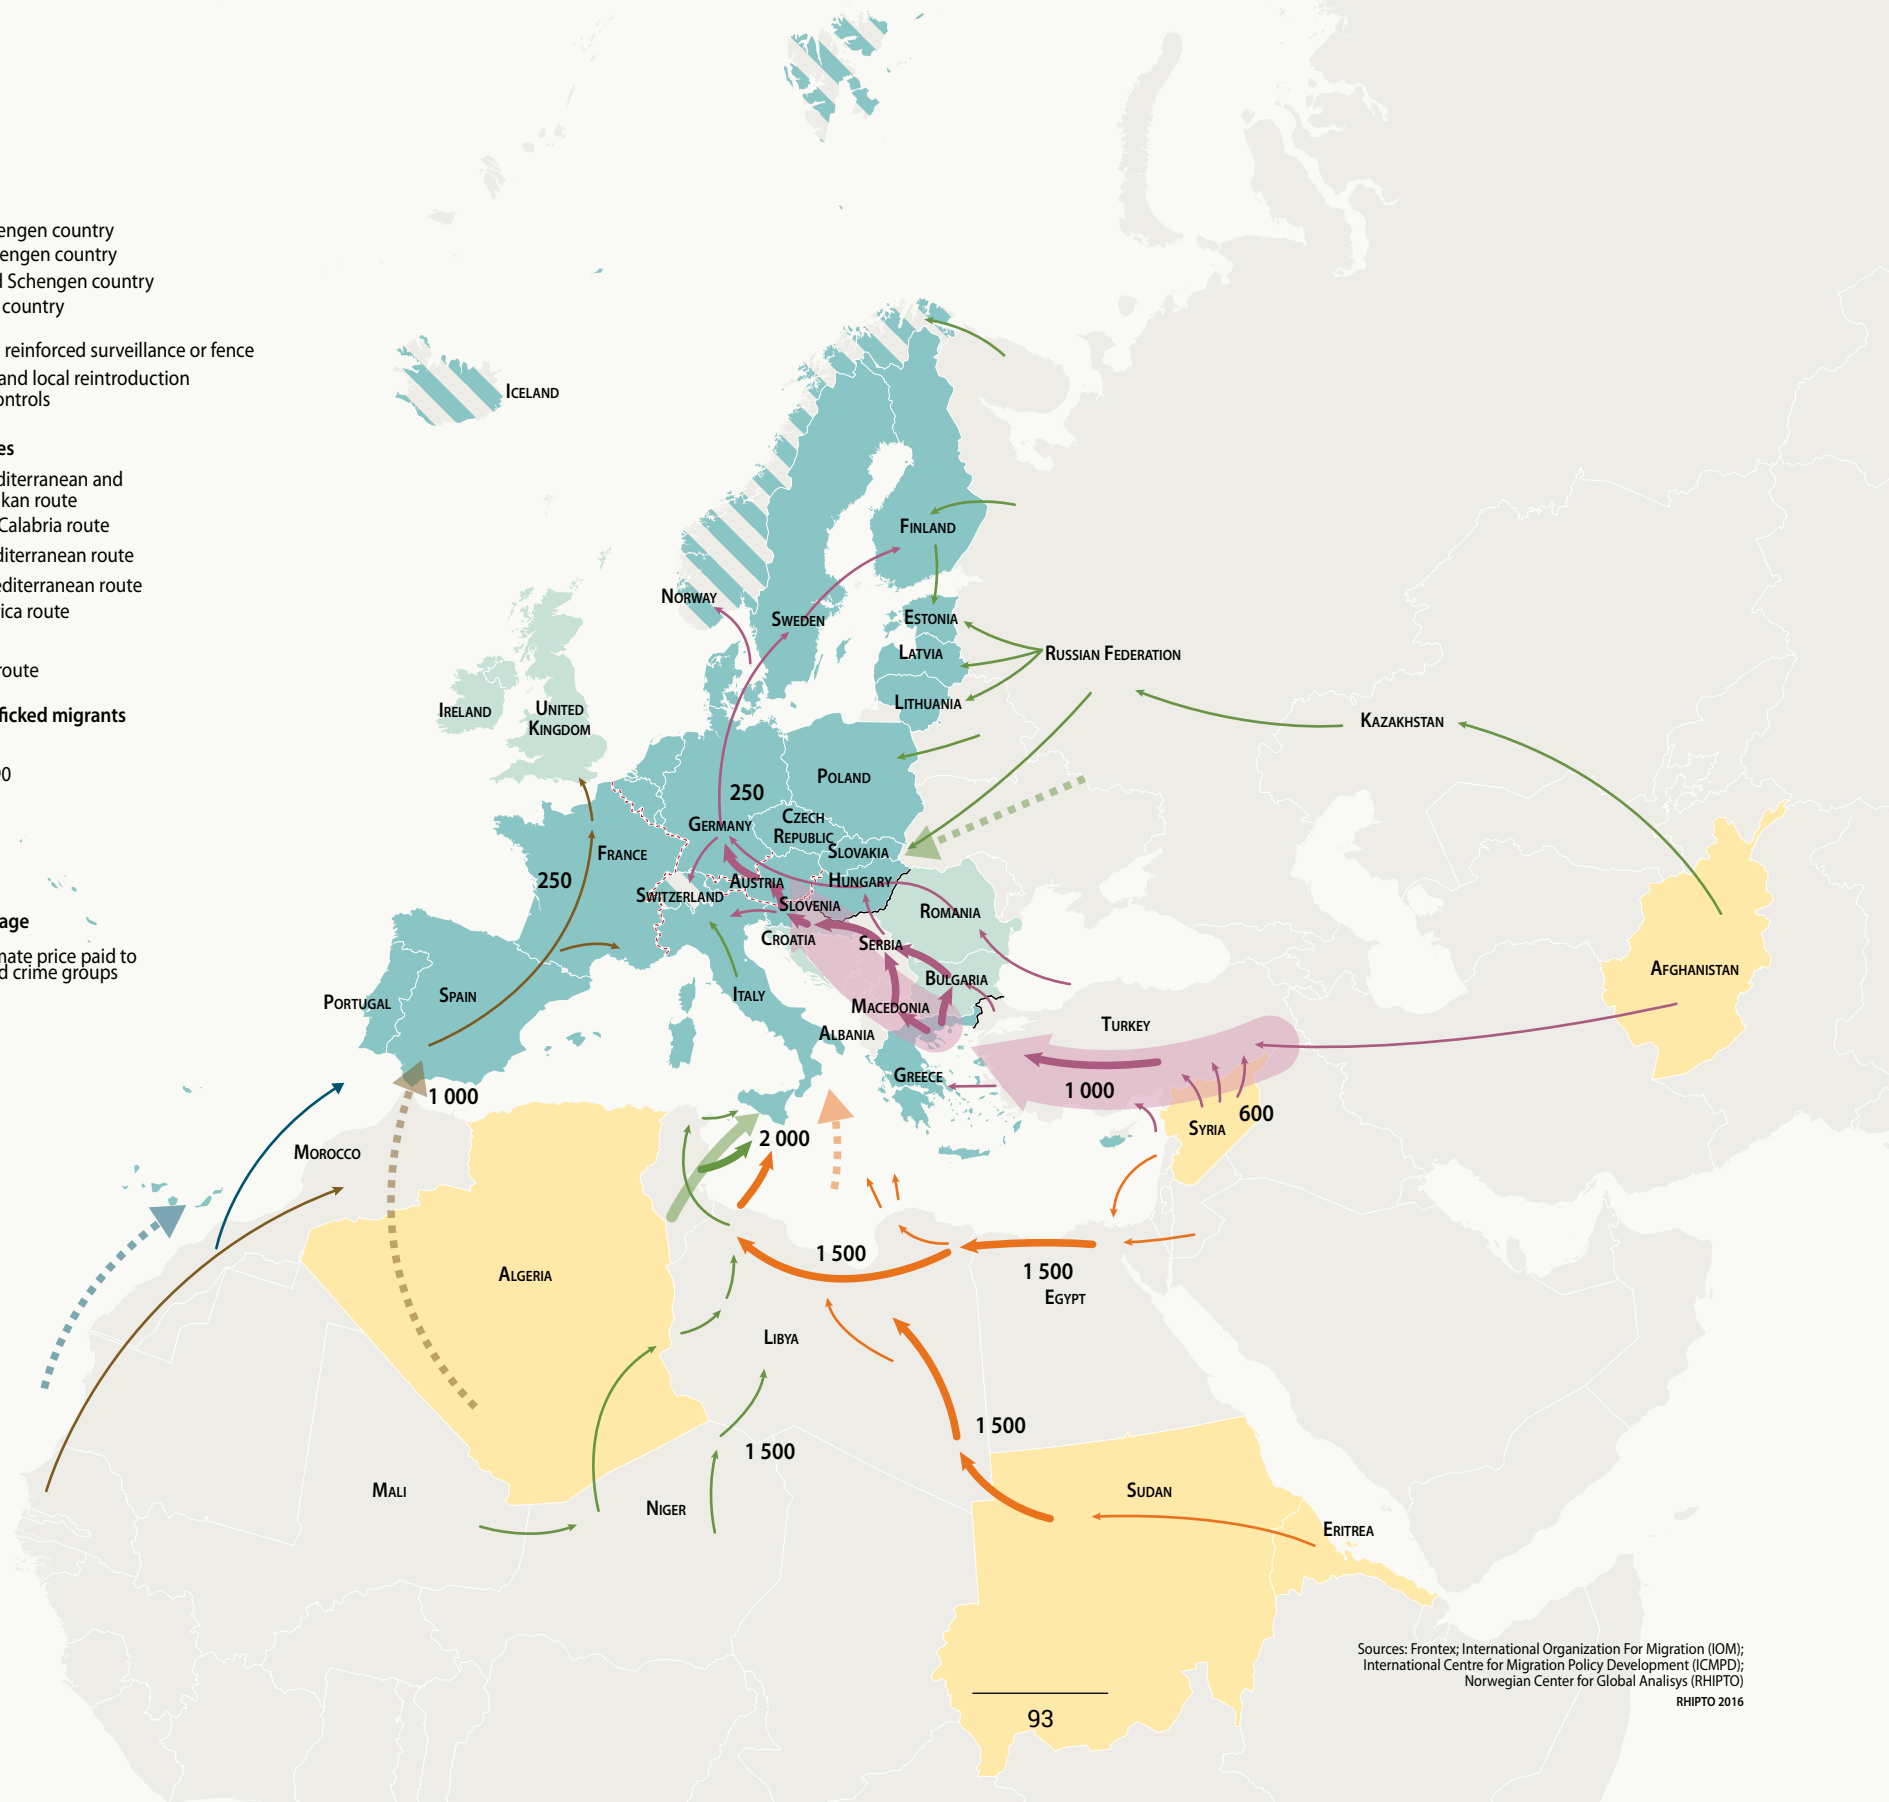 engen country
engen country
Schengen country
country
reinforced surveillance or fence
and local reintroduction
ontrols
es
diterranean and
kan route
Calabria route
diterranean route
editerranean route
ica route
route
ficked migrants
0
age
mate price paid to
d crime groups
ICELAND
FINLAND
NORWAY
SWEDEN
ESTONIA
LATVIA
RUSSIAN FEDERATION
LITHUANIA
IRELAND
UNITED
KINGDOM
KAZAKHSTAN
POLAND
250
CZECH
REPUBLIC
GERMANY
SLOVAKIA
FRANCE
250
AUSTRIA
HUNGARY
SWITZERLAND
SLOVENIA
ROMANIA
CROATIA
SERBIA
AFGHANISTAN
BULGARIA
ITALY
SPAIN
PORTUGAL
MACEDONIA
TURKEY
ALBANIA
GREECE
1 000
1 000
600
SYRIA
2 000
MOROCCO
1 500
1 500
ALGERIA
EGYPT
LIBYA
1 500
1 500
MALI
SUDAN
NIGER
ERITREA
Sources: Frontex; International Organization For Migration (IOM);
International Centre for Migration Policy Development (ICMPD);
Norwegian Center for Global Analisys (RHIPTO)
RHIPTO 2016
93